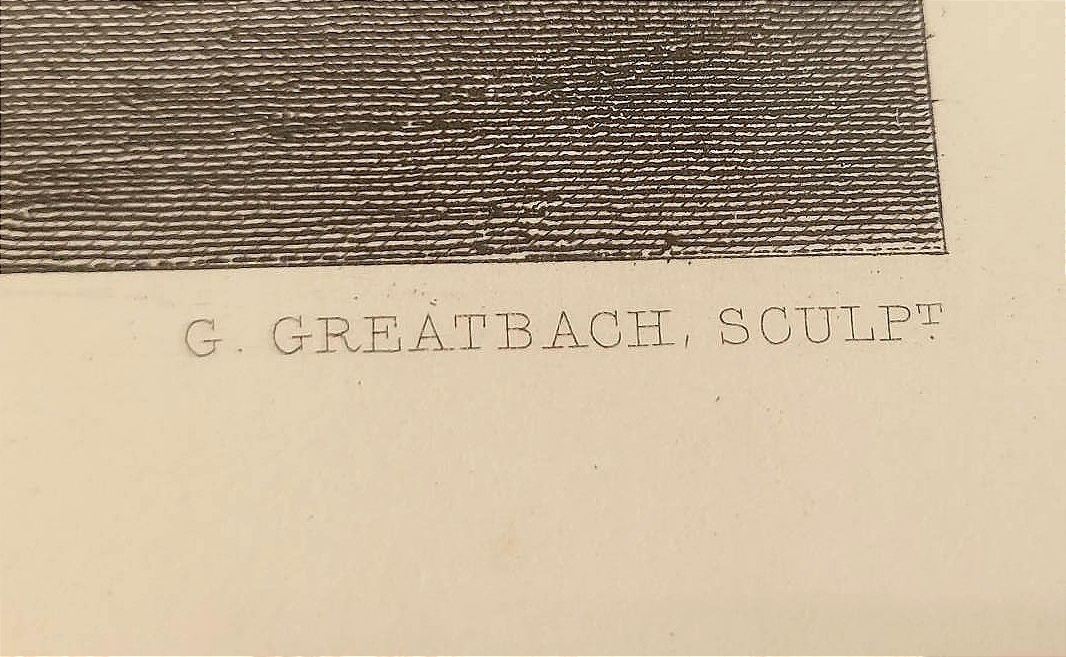 G. GREATBACH, SCULPT.